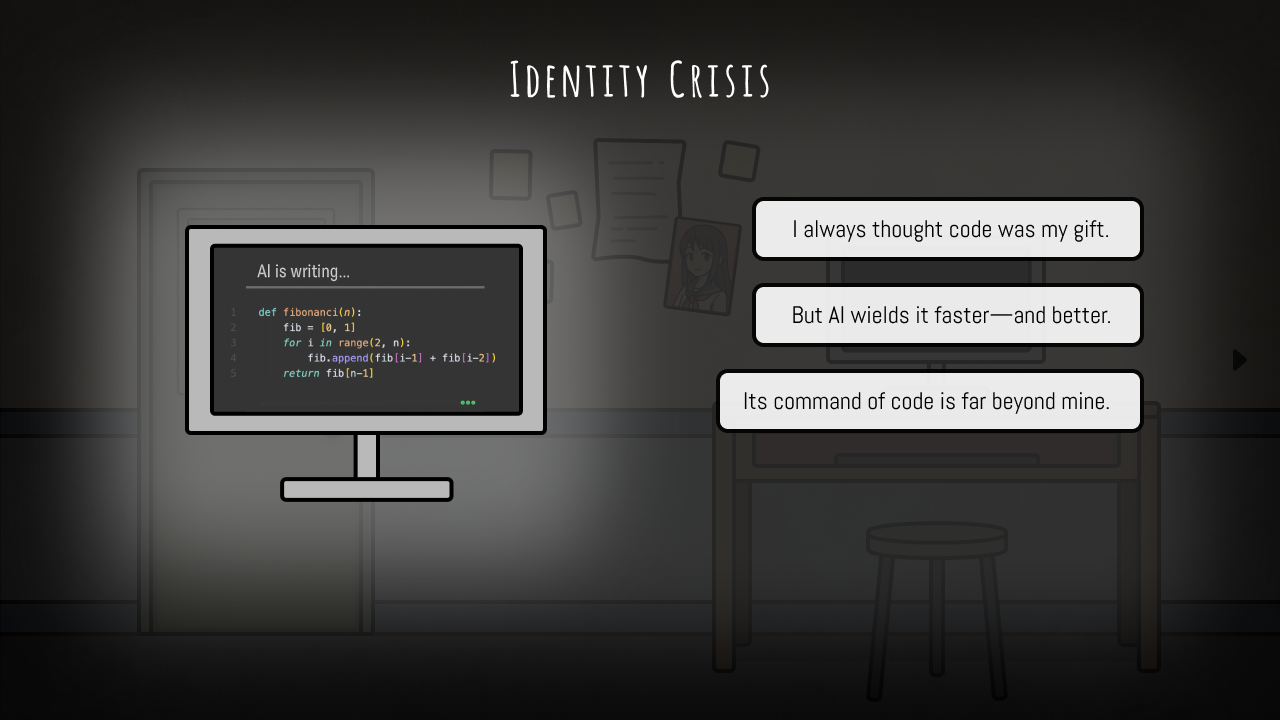 Identity Crisis
AI is writing...
1 def fibonanci(n):
2 fib = [0, 1]
3 for i in range(2, n):
4 fib.append(fib[i-1] + fib[i-2])
5 return fib[n-1]
I always thought code was my gift.
But AI wields it faster—and better.
Its command of code is far beyond mine.